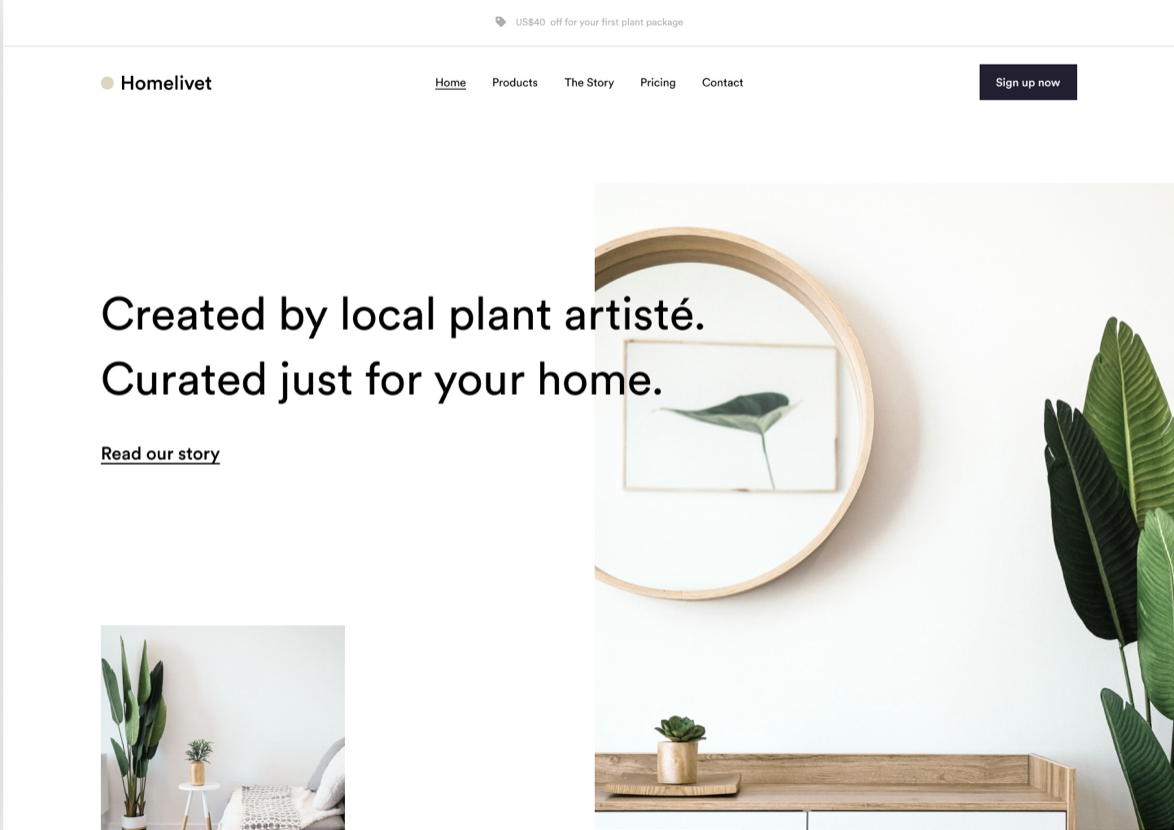 US$40 off for your first plant package
Homelivet
Home
Products
The Story
Pricing
Contact
Sign up now
Created by local plant artisté.
Curated just for your home.
Read our story